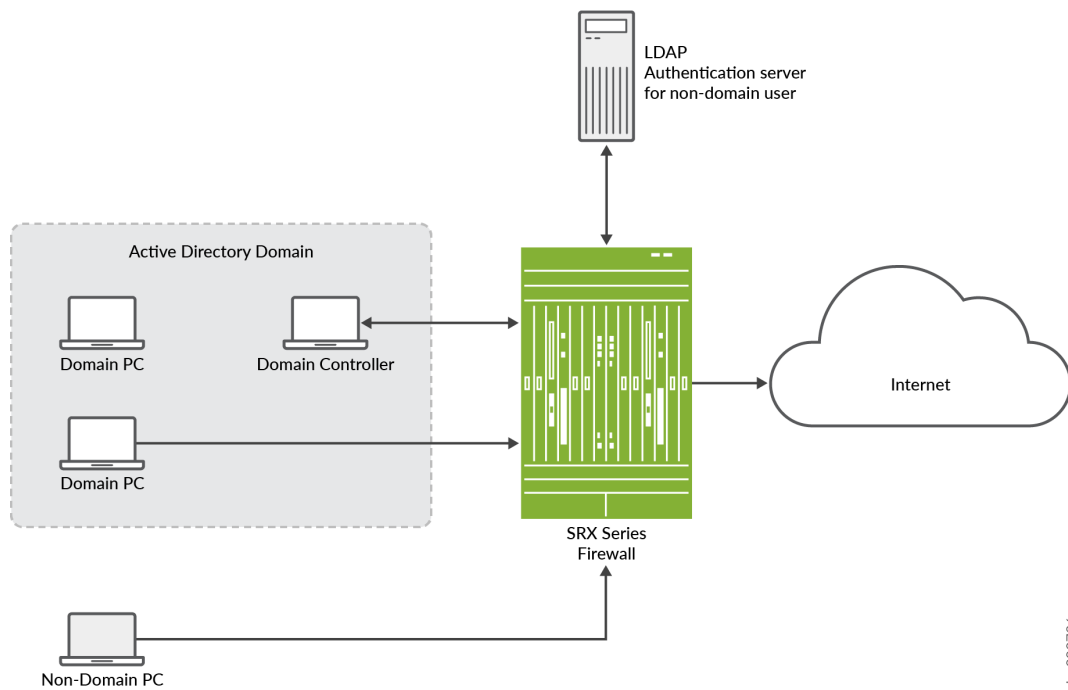 LDAP
Authentication server
for non-domain user
Active Directory Domain
Domain PC
Domain Controller
Domain PC
Internet
SRX Series
Firewall
Non-Domain PC